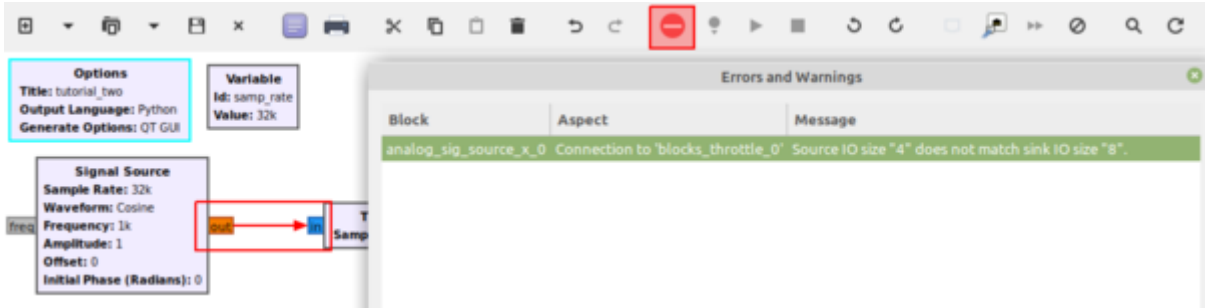 Options
Title: tutorial_two
Output Language: Python
Generate Options: QT GUI
Variable
Id: samp_rate
Value: 32k
Signal Source
Sample Rate: 32k
Waveform: Cosine
Frequency: 1k
Amplitude: 1
Offset: 0
Initial Phase (Radians): 0
freq
out
in
T
Samp
Errors and Warnings
Block Aspect Message
analog_sig_source_x_0 Connection to 'blocks_throttle_0' Source IO size "4" does not match sink IO size "8".